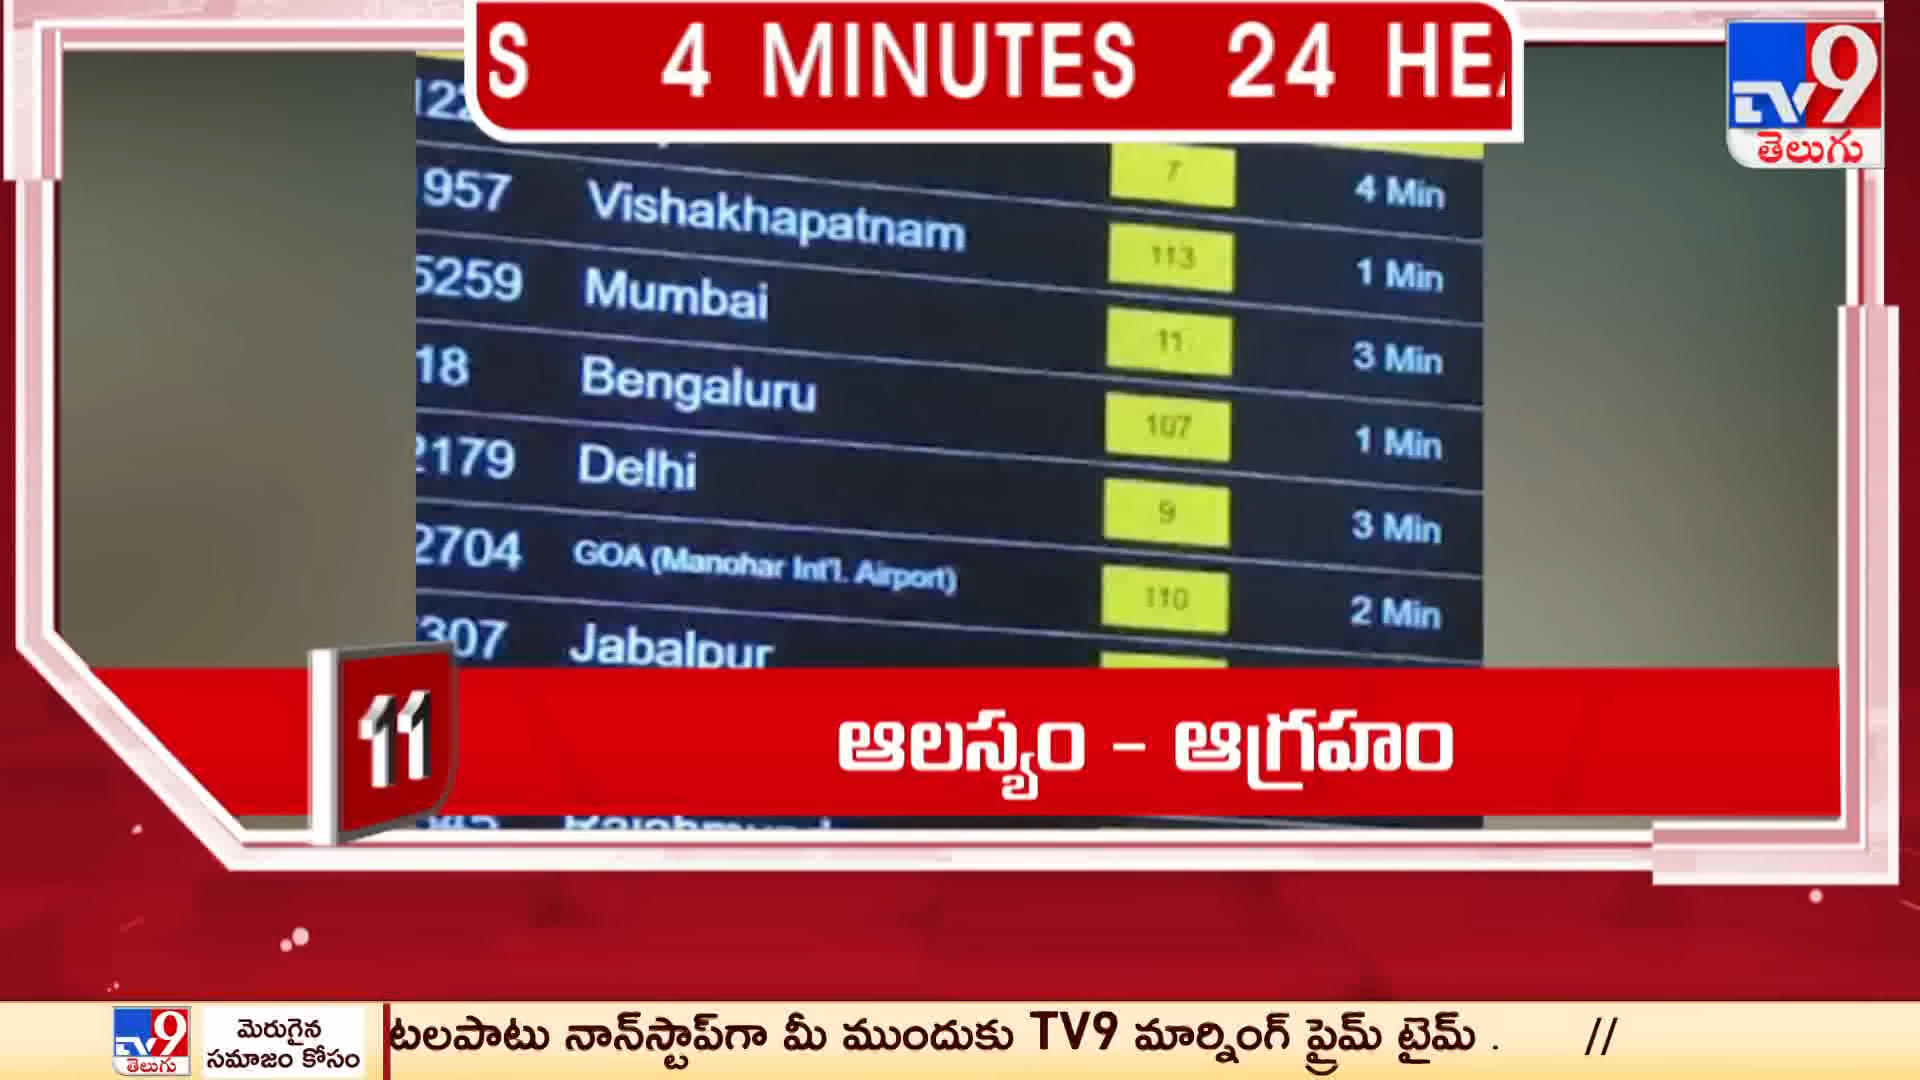 S 4 MINUTES 24 HEA
TV9
తెలుగు
122
7 4 Min
957 Vishakhapatnam 113 1 Min
5259 Mumbai 11 3 Min
18 Bengaluru 107 1 Min
2179 Delhi 9 3 Min
2704 GOA (Manohar Int'l. Airport) 110 2 Min
307 Jabalpur
11 ఆలస్యం - ఆగ్రహం
TV9
తెలుగు
మెరుగైన
సమాజం కోసం
టలపాటు నాన్‌స్టాప్‌గా మీ ముందుకు TV9 మార్నింగ్ ప్రైమ్ టైమ్ . //